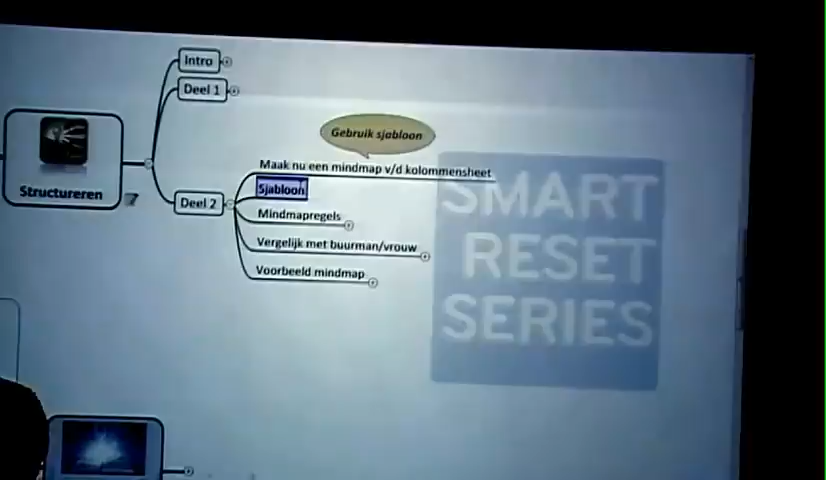 Intro
Deel 1
Gebruik sjabloon
Maak nu een mindmap v/d kolommensheet
Structureren
Deel 2
Sjabloon
Mindmapregels
Vergelijk met buurman/vrouw
Voorbeeld mindmap
SMART
RESET
SERIES